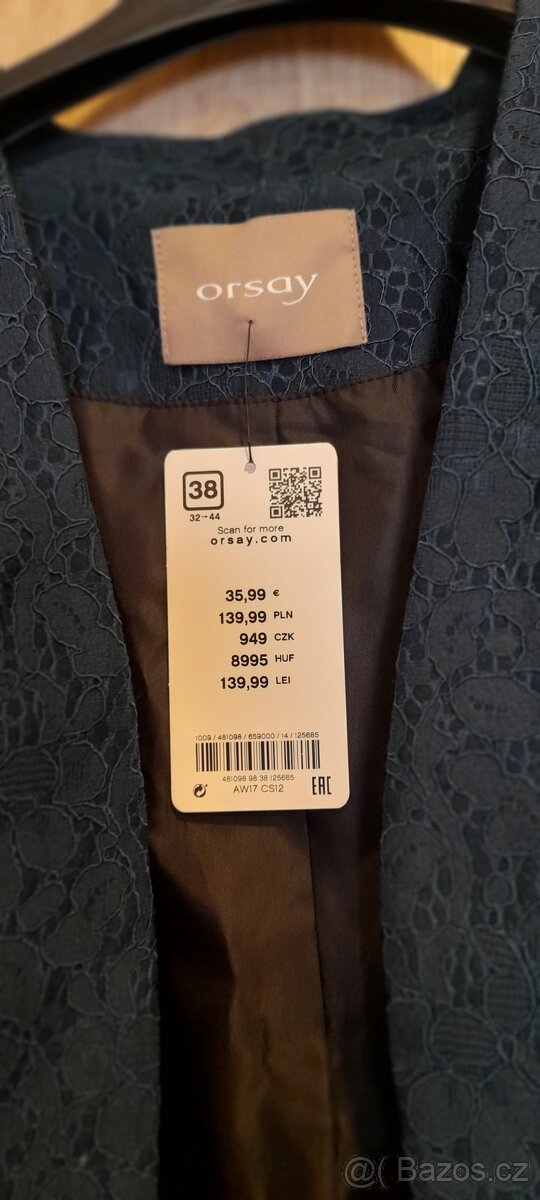 orsay
38
32→44
Scan for more
orsay.com
35,99 €
139,99 PLN
949 CZK
8995 HUF
139,99 LEI
1009 / 481098 / 659000 / 14 / 125685
481098 98 38 125685
AW17 CS12
EAC
@( Bazos.cz